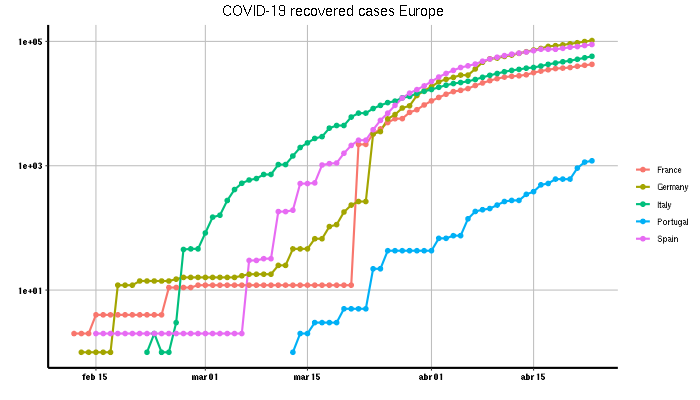 COVID-19 recovered cases Europe
1e+05
1e+03
1e+01
feb 15
mar 01
mar 15
abr 01
abr 15
France
Germany
Italy
Portugal
Spain